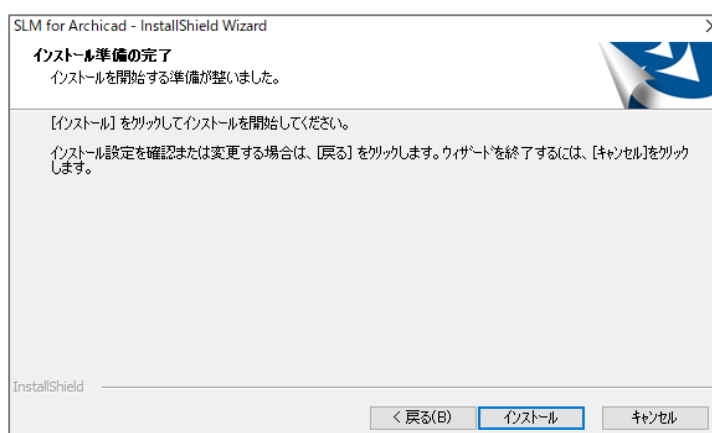 SLM for Archicad - InstallShield Wizard
インストール準備の完了
インストールを開始する準備が整いました。
[インストール] をクリックしてインストールを開始してください。
インストール設定を確認または変更する場合は、[戻る] をクリックします。ウィザードを終了するには、[キャンセル]をクリック
します。
InstallShield
< 戻る(B)
インストール
キャンセル